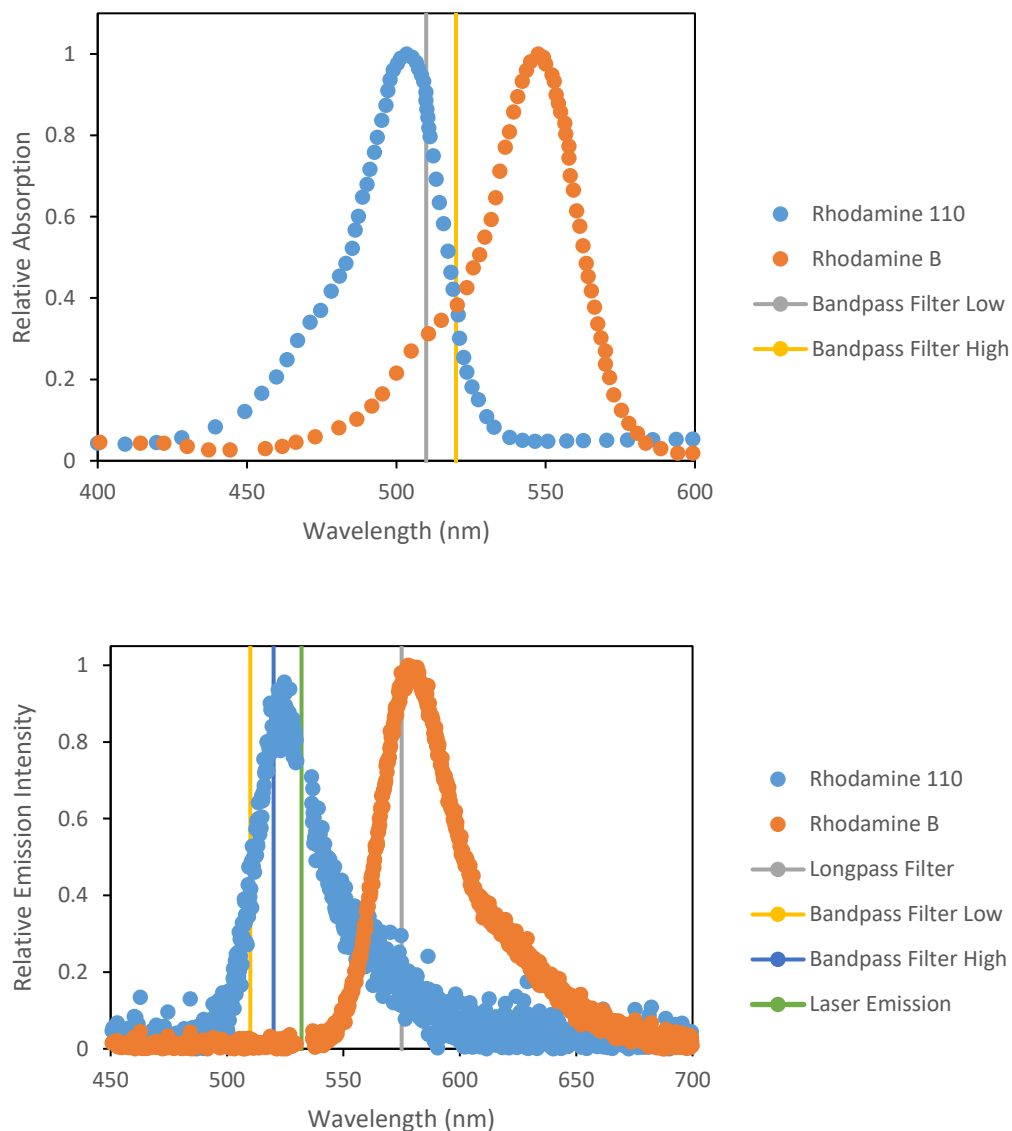 1
0.8
0.6
0.4
0.2
0
Relative Absorption
400
450
500
550
600
Wavelength (nm)
Rhodamine 110
Rhodamine B
Bandpass Filter Low
Bandpass Filter High
1
0.8
0.6
0.4
0.2
0
Relative Emission Intensity
450
500
550
600
650
700
Wavelength (nm)
Rhodamine 110
Rhodamine B
Longpass Filter
Bandpass Filter Low
Bandpass Filter High
Laser Emission